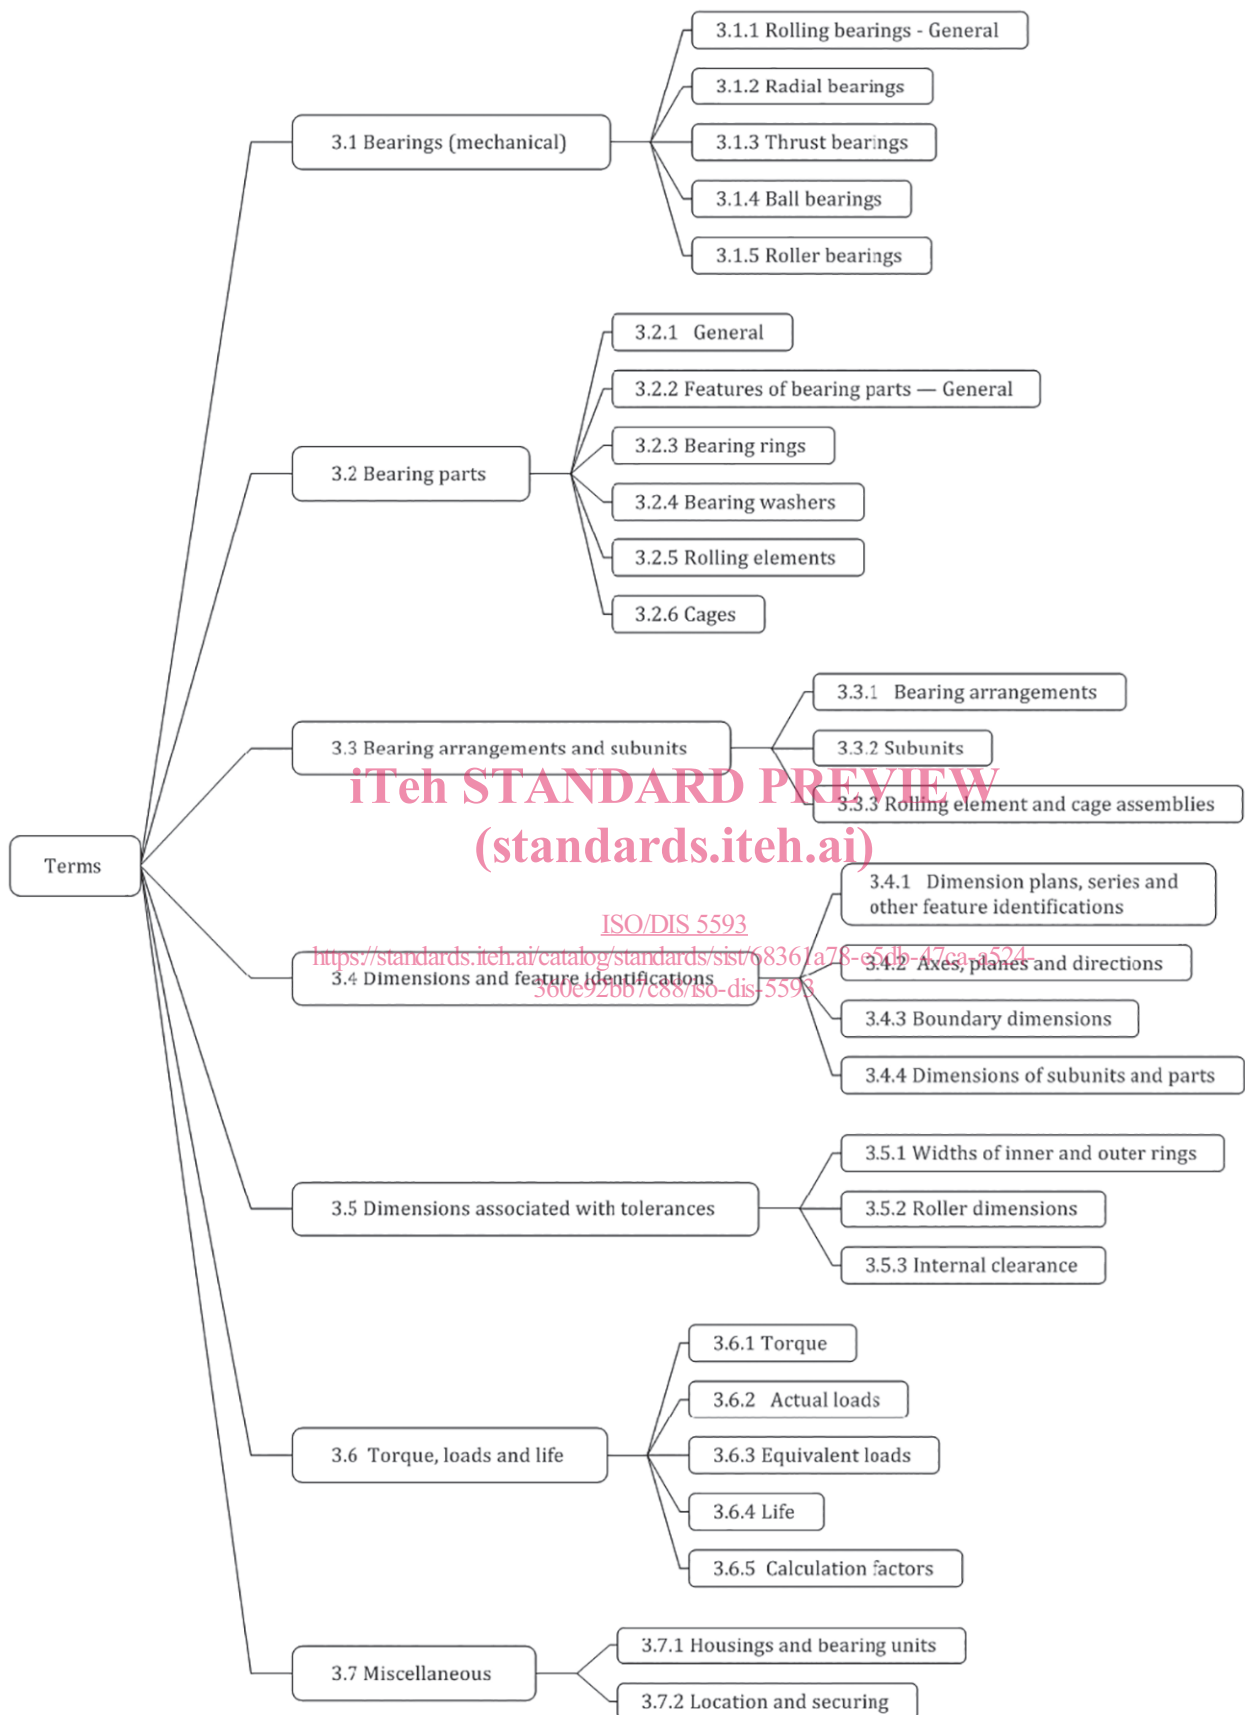 Terms
3.1 Bearings (mechanical)
3.1.1 Rolling bearings - General
3.1.2 Radial bearings
3.1.3 Thrust bearings
3.1.4 Ball bearings
3.1.5 Roller bearings
3.2 Bearing parts
3.2.1 General
3.2.2 Features of bearing parts — General
3.2.3 Bearing rings
3.2.4 Bearing washers
3.2.5 Rolling elements
3.2.6 Cages
3.3 Bearing arrangements and subunits
3.3.1 Bearing arrangements
3.3.2 Subunits
3.3.3 Rolling element and cage assemblies
iTeh STANDARD PREVIEW
(standards.iteh.ai)
ISO/DIS 5593
https://standards.iteh.ai/catalog/standards/sist/68361a78-e5db-47ca-a524-
360e92bb7c88/iso-dis-5593
3.4 Dimensions and feature identifications
3.4.1 Dimension plans, series and
other feature identifications
3.4.2 Axes, planes and directions
3.4.3 Boundary dimensions
3.4.4 Dimensions of subunits and parts
3.5 Dimensions associated with tolerances
3.5.1 Widths of inner and outer rings
3.5.2 Roller dimensions
3.5.3 Internal clearance
3.6 Torque, loads and life
3.6.1 Torque
3.6.2 Actual loads
3.6.3 Equivalent loads
3.6.4 Life
3.6.5 Calculation factors
3.7 Miscellaneous
3.7.1 Housings and bearing units
3.7.2 Location and securing